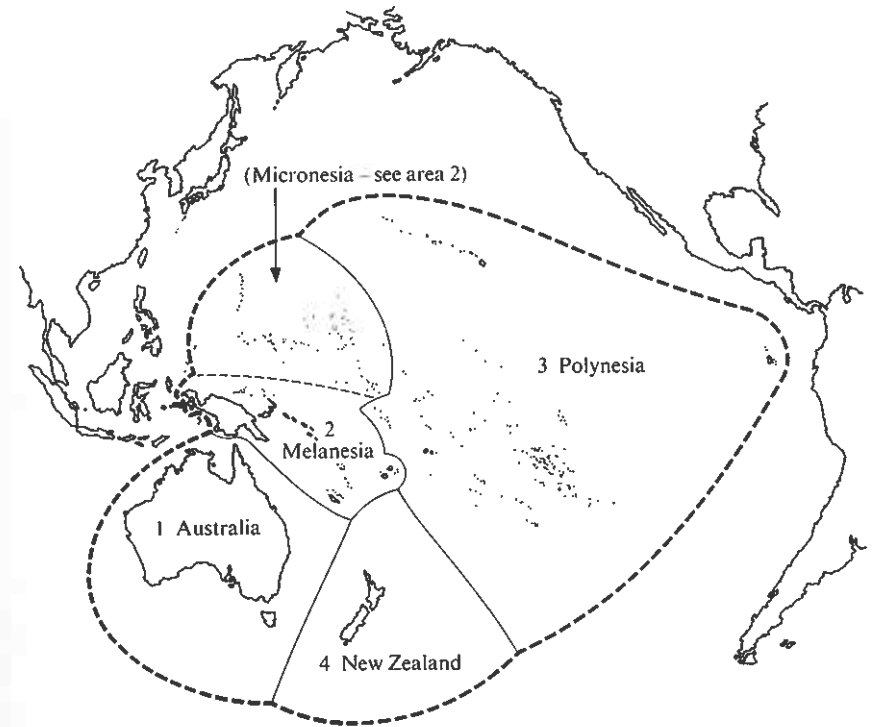 (Micronesia – see area 2)
3 Polynesia
2
Melanesia
1 Australia
4 New Zealand